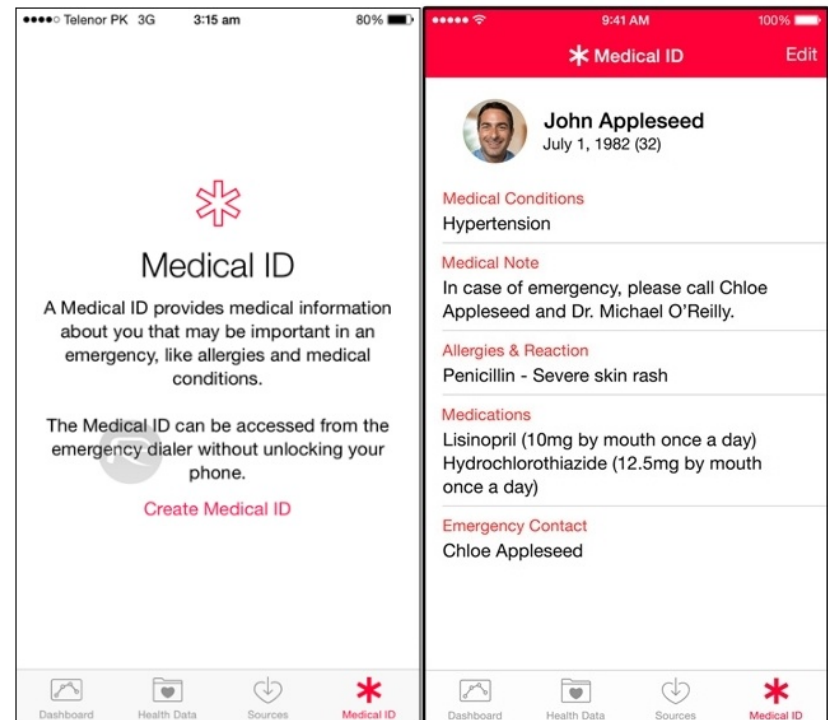 Telenor PK 3G 3:15 am 80%
Medical ID
A Medical ID provides medical information
about you that may be important in an
emergency, like allergies and medical
conditions.
The Medical ID can be accessed from the
emergency dialer without unlocking your
phone.
Create Medical ID
Dashboard Health Data Sources Medical ID
9:41 AM 100%
Medical ID Edit
John Appleseed
July 1, 1982 (32)
Medical Conditions
Hypertension
Medical Note
In case of emergency, please call Chloe
Appleseed and Dr. Michael O’Reilly.
Allergies & Reaction
Penicillin - Severe skin rash
Medications
Lisinopril (10mg by mouth once a day)
Hydrochlorothiazide (12.5mg by mouth
once a day)
Emergency Contact
Chloe Appleseed
Dashboard Health Data Sources Medical ID